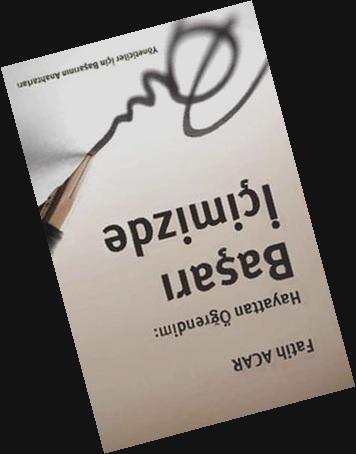 Fatih ACAR
Hayattan Öğrendim:
Başarı
İçimizde
Yöneticiler İçin Başarının Anahtarları